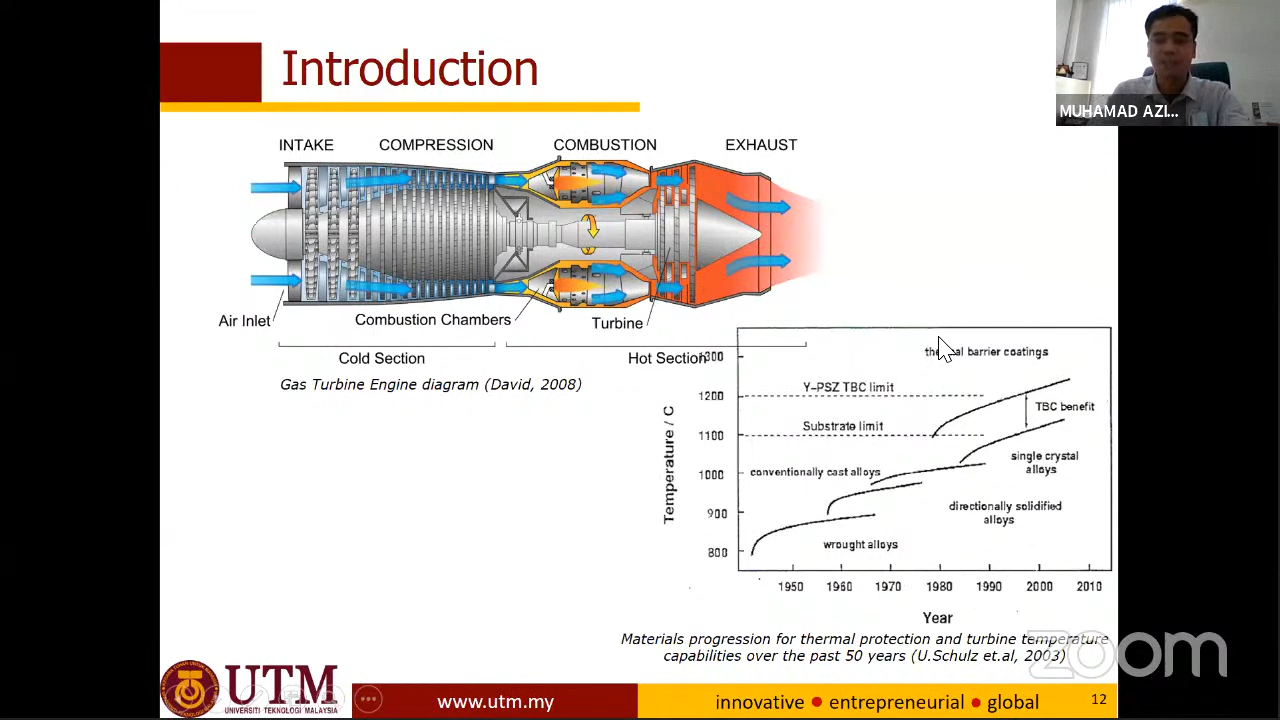 Introduction
MUHAMAD AZI...
INTAKE COMPRESSION COMBUSTION EXHAUST
Air Inlet
Combustion Chambers
Turbine
Cold Section
Hot Section
Gas Turbine Engine diagram (David, 2008)
1300
1200
1100
1000
900
800
Temperature / C
thermal barrier coatings
Y-PSZ TBC limit
TBC benefit
Substrate limit
single crystal
alloys
conventionally cast alloys
directionally solidified
alloys
wrought alloys
1950 1960 1970 1980 1990 2000 2010
Year
Materials progression for thermal protection and turbine temperature
capabilities over the past 50 years (U.Schulz et.al, 2003)
zoom
UTM
UNIVERSITI TEKNOLOGI MALAYSIA
www.utm.my
innovative ● entrepreneurial ● global
12